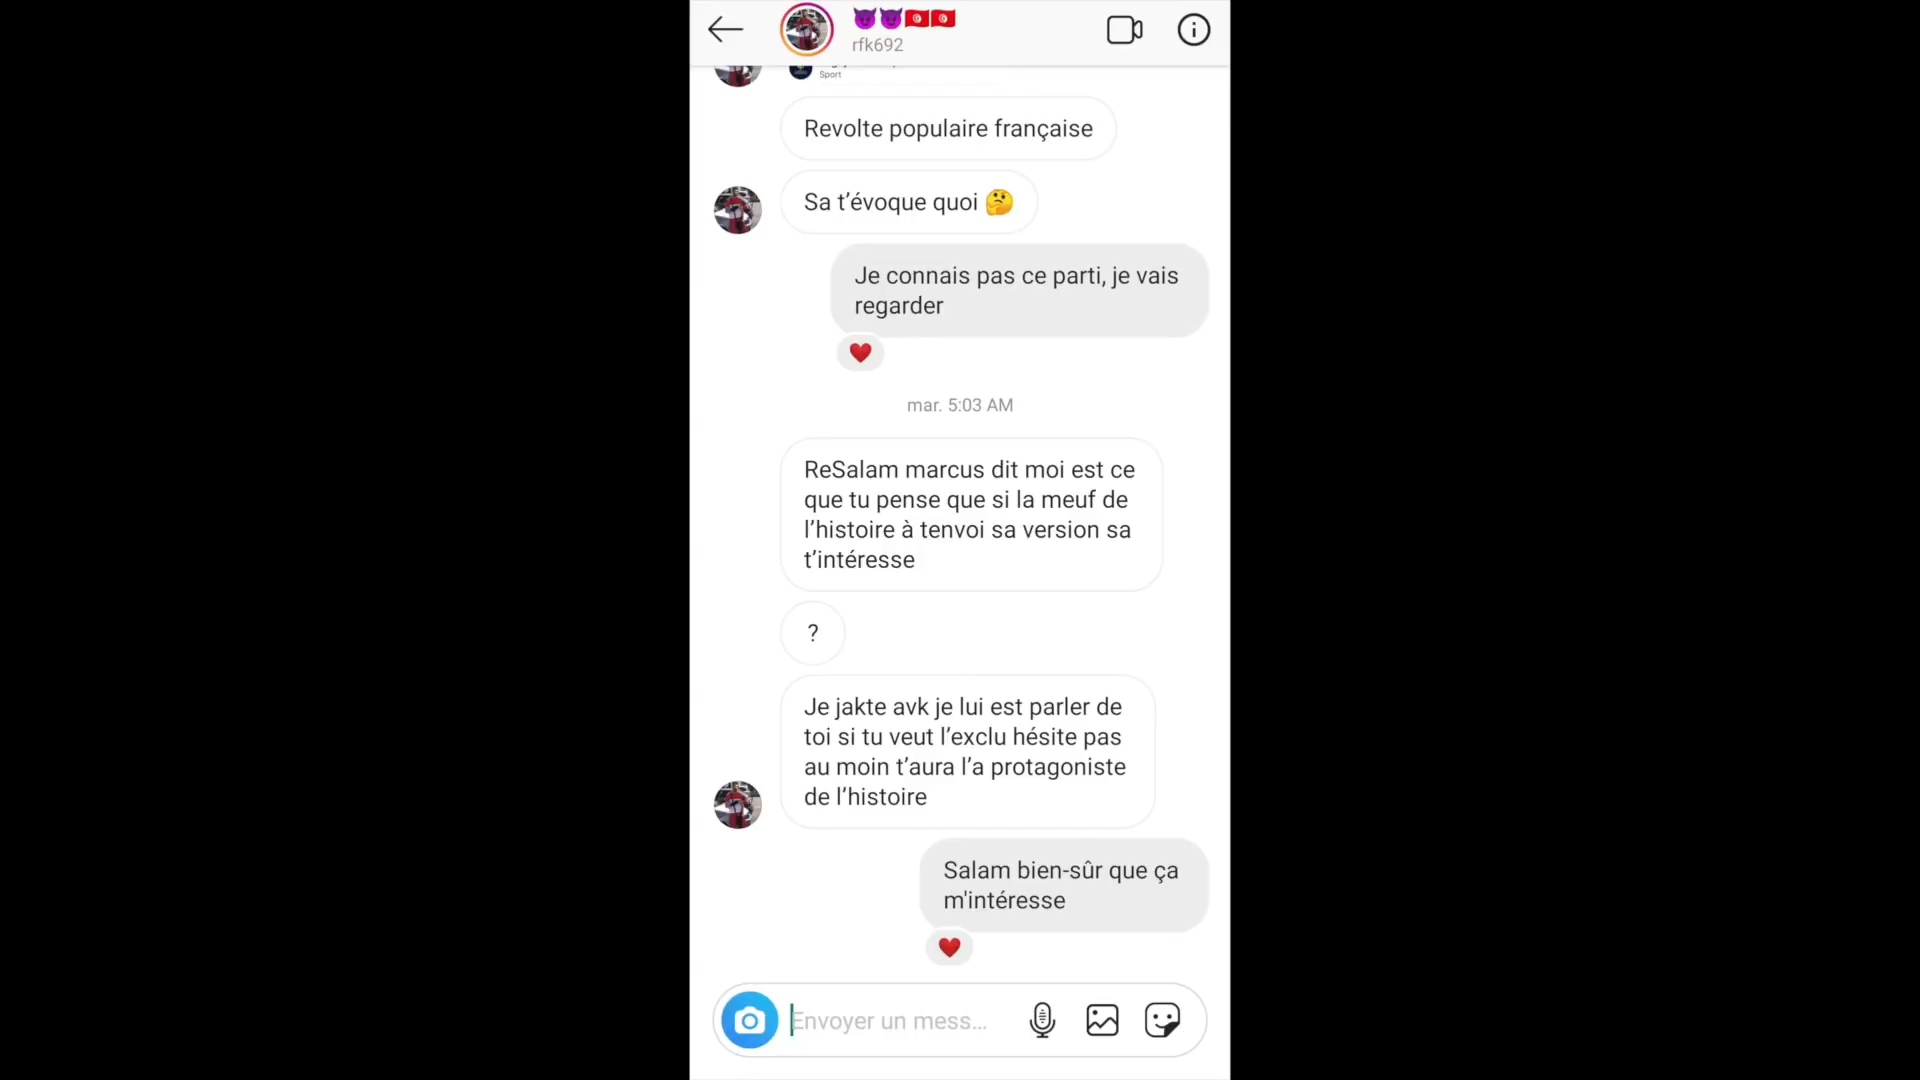 😈😈🇹🇳🇹🇳
rfk692
Sport
Revolte populaire française
Sa t’évoque quoi 🤔
Je connais pas ce parti, je vais
regarder
mar. 5:03 AM
ReSalam marcus dit moi est ce
que tu pense que si la meuf de
l’histoire à tenvoi sa version sa
t’intéresse
?
Je jakte avk je lui est parler de
toi si tu veut l’exclu hésite pas
au moin t’aura l’a protagoniste
de l’histoire
Salam bien-sûr que ça
m'intéresse
Envoyer un mess...